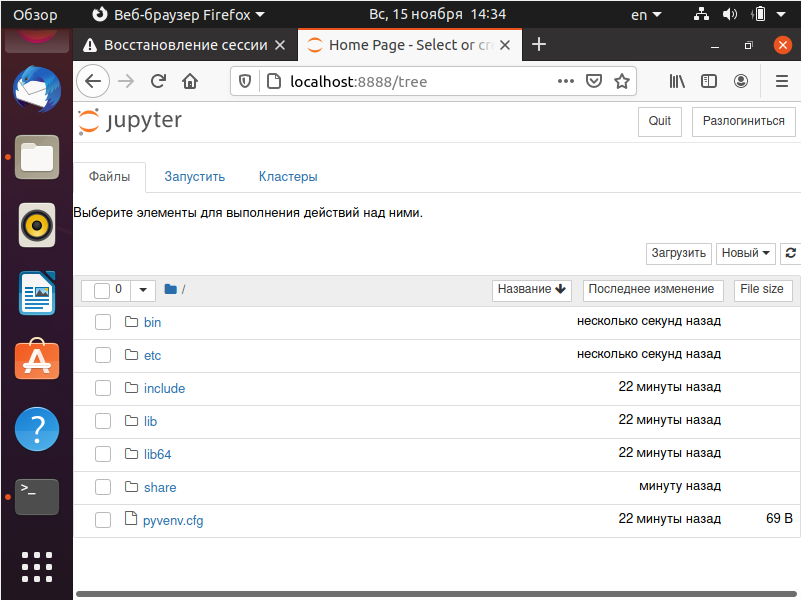 Обзор Веб-браузер Firefox Вс, 15 ноября 14:34 en
Восстановление сессии Home Page - Select or cre
localhost:8888/tree
jupyter Quit Разлогиниться
Файлы Запустить Кластеры
Выберите элементы для выполнения действий над ними.
Загрузить Новый
0 / Название Последнее изменение File size
bin несколько секунд назад
etc несколько секунд назад
include 22 минуты назад
lib 22 минуты назад
lib64 22 минуты назад
share минуту назад
pyvenv.cfg 22 минуты назад 69 B